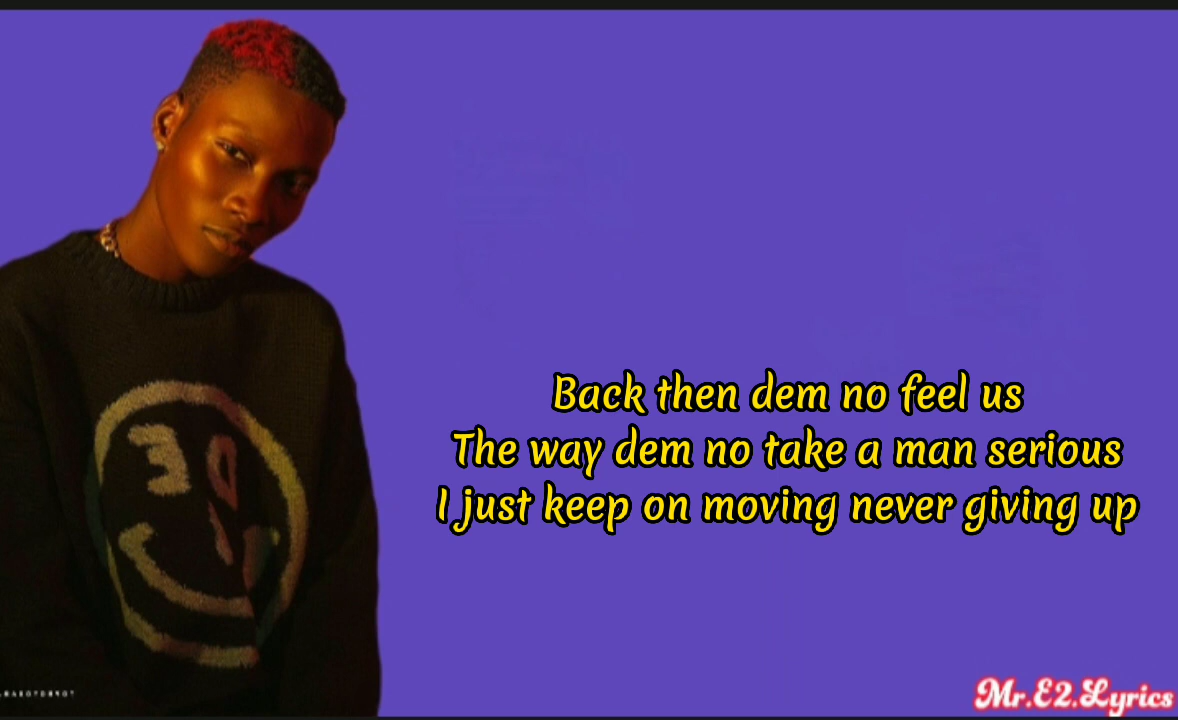 Back then dem no feel us
The way dem no take a man serious
I just keep on moving never giving up
Mr.E2.Lyrics